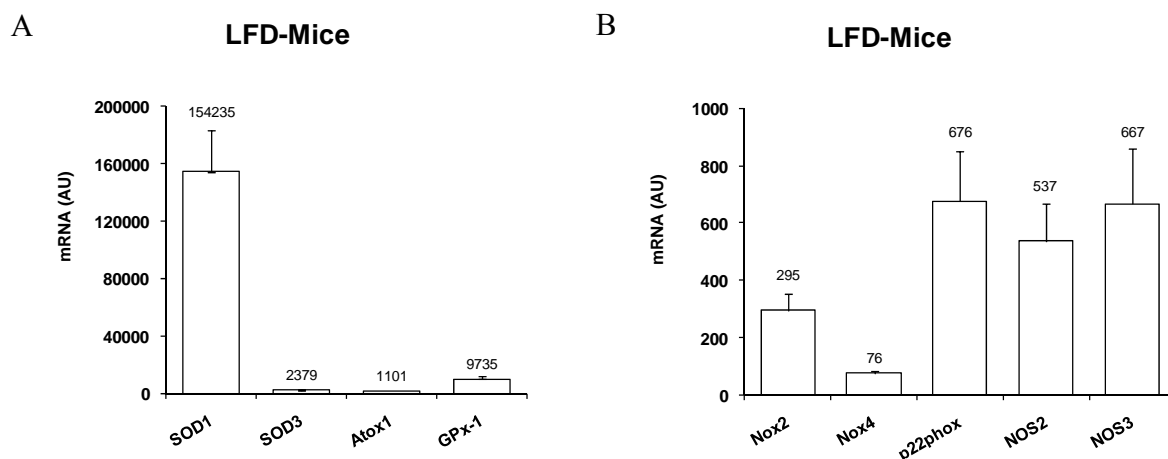 A
LFD-Mice
mRNA (AU)
200000
160000
120000
80000
40000
0
154235
2379
1101
9735
SOD1
SOD3
Atox1
GPx-1
B
LFD-Mice
mRNA (AU)
1000
800
600
400
200
0
295
76
676
537
667
Nox2
Nox4
p22phox
NOS2
NOS3